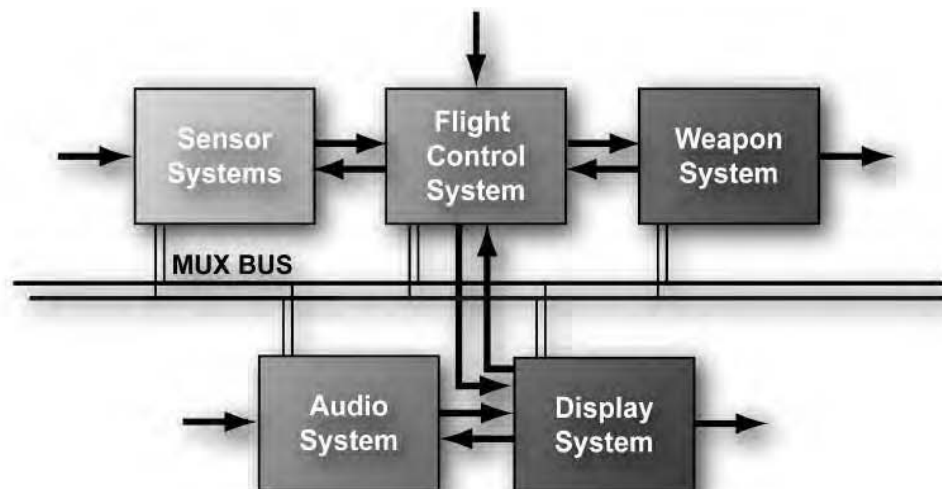 Sensor
Systems
Flight
Control
System
Weapon
System
MUX BUS
Audio
System
Display
System